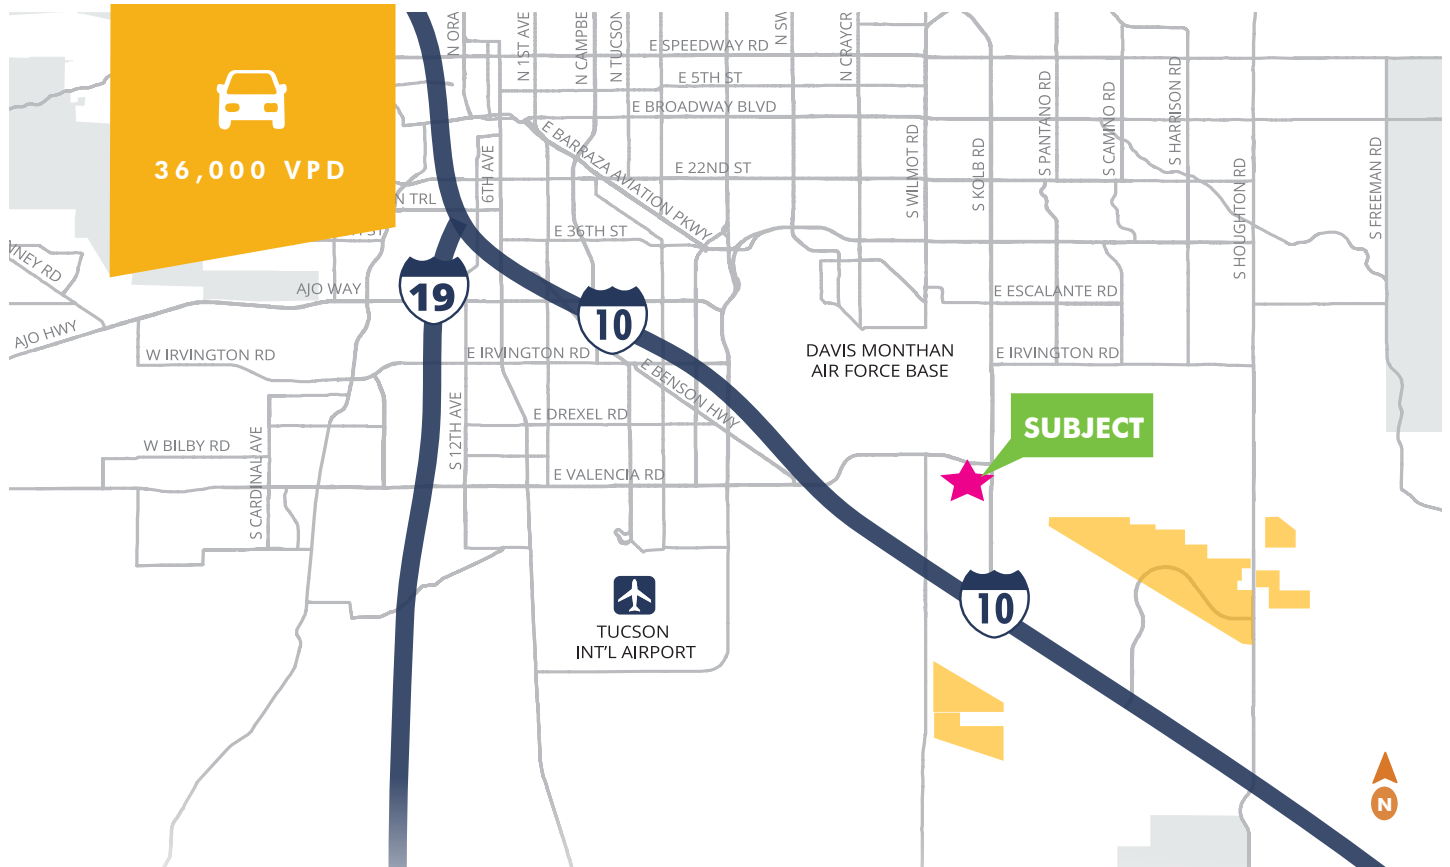 36,000 VPD
N 1ST AVE
E SPEEDWAY RD
E 5TH ST
E BROADWAY BLVD
E BARRAZA AVIATION PKWY
E 22ND ST
6TH AVE
N TRL
E 36TH ST
S WILMOT RD
S KOLB RD
S PANTANO RD
S CAMINO RD
S HARRISON RD
S HOUGHTON RD
S FREEMAN RD
N ORA
N CAMPBE
N TUCSON
N SW
N CRAYCR
NEY RD
AJO WAY
AJO HWY
19
10
E ESCALANTE RD
W IRVINGTON RD
E IRVINGTON RD
E BENSON HWY
DAVIS MONTHAN
AIR FORCE BASE
E IRVINGTON RD
SUBJECT
E DREXEL RD
S 12TH AVE
W BILBY RD
S CARDINAL AVE
E VALENCIA RD
10
TUCSON
INT'L AIRPORT
N